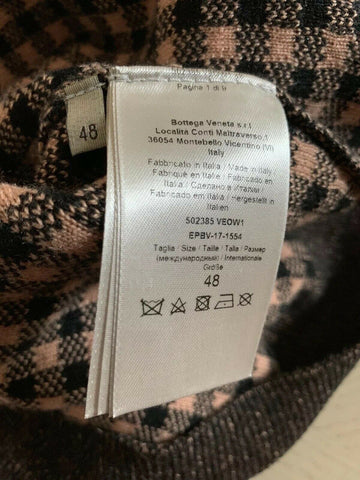 Pagina 1 di 9
48
Bottega Veneta s.r.l.
Località Conti Maltraverso,1
36054 Montebello Vicentino (VI)
Italy
Fabbricato in Italia / Made in Italy /
Fabriqué en Italie / Fabricado en
Italia / Сделано в Италии /
Fabricado em Itália / Hergestellt in
Italien
502385 VEOW1
EPBV-17-1554
Taglia / Size / Taille / Talla / Размер
(международные) / Internationale
Größe
48